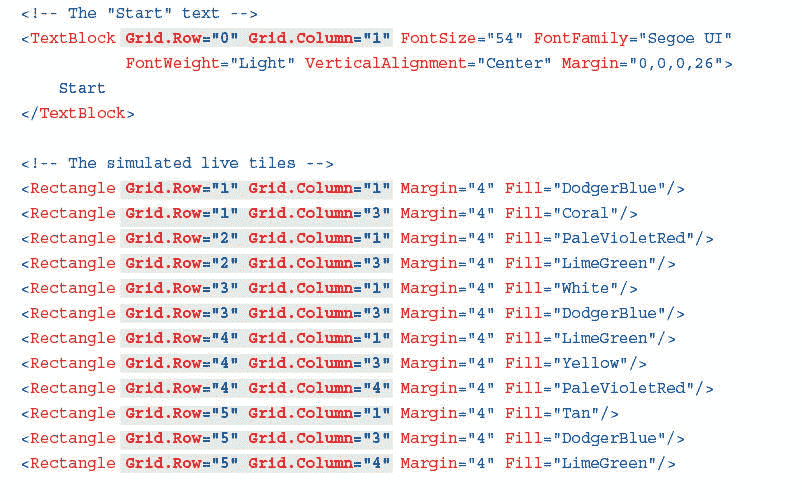 <!-- The "Start" text -->
<TextBlock Grid.Row="0" Grid.Column="1" FontSize="54" FontFamily="Segoe UI"
FontWeight="Light" VerticalAlignment="Center" Margin="0,0,0,26">
Start
</TextBlock>
<!-- The simulated live tiles -->
<Rectangle Grid.Row="1" Grid.Column="1" Margin="4" Fill="DodgerBlue"/>
<Rectangle Grid.Row="1" Grid.Column="3" Margin="4" Fill="Coral"/>
<Rectangle Grid.Row="2" Grid.Column="1" Margin="4" Fill="PaleVioletRed"/>
<Rectangle Grid.Row="2" Grid.Column="3" Margin="4" Fill="LimeGreen"/>
<Rectangle Grid.Row="3" Grid.Column="1" Margin="4" Fill="White"/>
<Rectangle Grid.Row="3" Grid.Column="3" Margin="4" Fill="DodgerBlue"/>
<Rectangle Grid.Row="4" Grid.Column="1" Margin="4" Fill="LimeGreen"/>
<Rectangle Grid.Row="4" Grid.Column="3" Margin="4" Fill="Yellow"/>
<Rectangle Grid.Row="4" Grid.Column="4" Margin="4" Fill="PaleVioletRed"/>
<Rectangle Grid.Row="5" Grid.Column="1" Margin="4" Fill="Tan"/>
<Rectangle Grid.Row="5" Grid.Column="3" Margin="4" Fill="DodgerBlue"/>
<Rectangle Grid.Row="5" Grid.Column="4" Margin="4" Fill="LimeGreen"/>